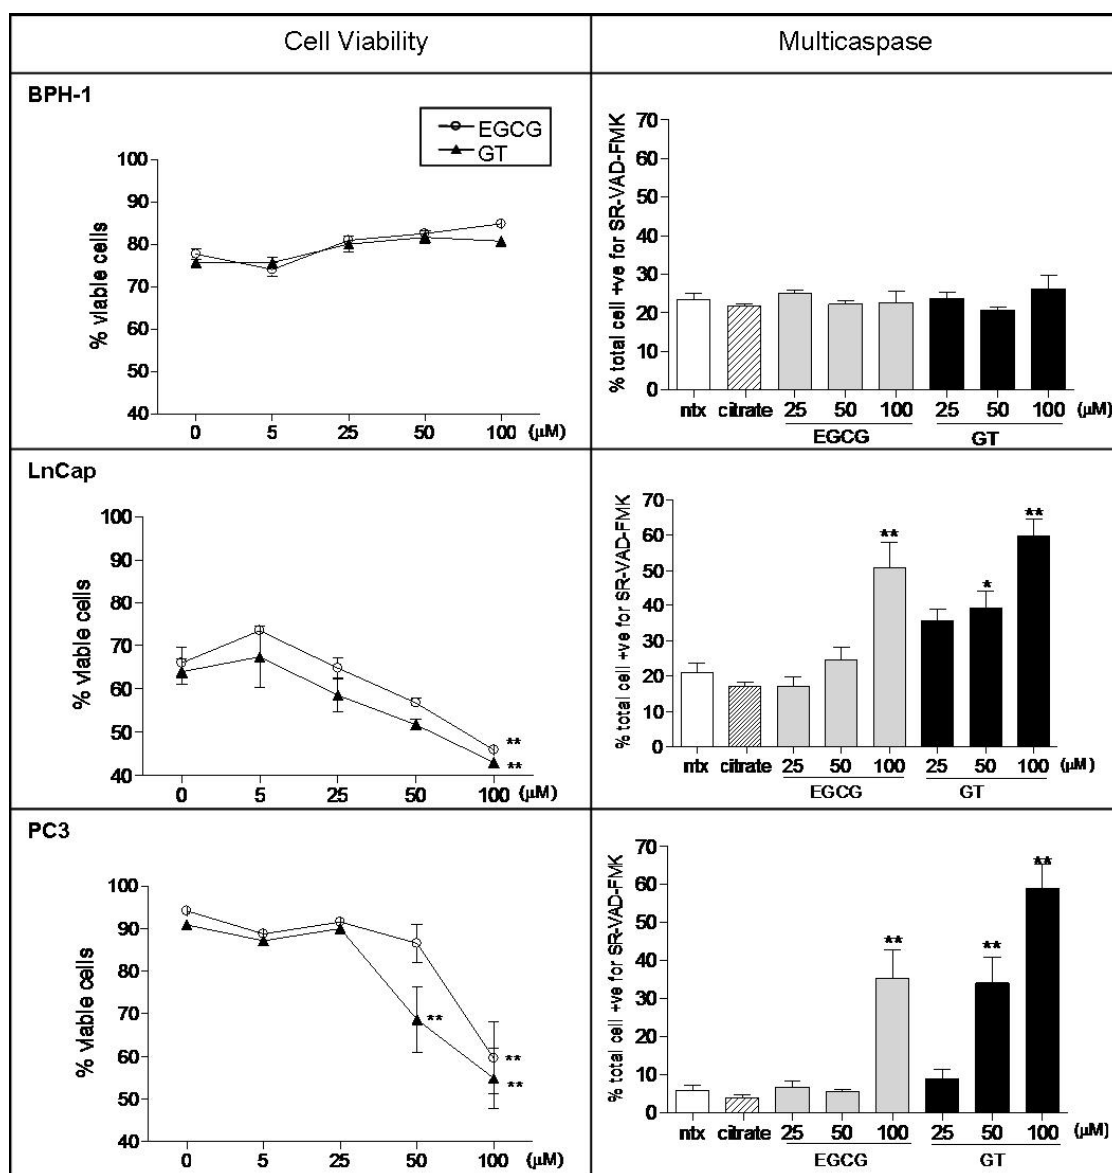 Cell Viability
Multicaspase
BPH-1
EGCG
GT
% viable cells
100
90
80
70
60
50
40
0 5 25 50 100 (µM)
% total cell +ve for SR-VAD-FMK
70
60
50
40
30
20
10
0
ntx citrate 25 50 100 25 50 100 (µM)
EGCG GT
LnCap
% viable cells
100
90
80
70
60
50
40
**
**
0 5 25 50 100 (µM)
% total cell +ve for SR-VAD-FMK
70
60
50
40
30
20
10
0
** * **
ntx citrate 25 50 100 25 50 100 (µM)
EGCG GT
PC3
% viable cells
100
90
80
70
60
50
40
**
**
**
0 5 25 50 100 (µM)
% total cell +ve for SR-VAD-FMK
70
60
50
40
30
20
10
0
** ** **
ntx citrate 25 50 100 25 50 100 (µM)
EGCG GT